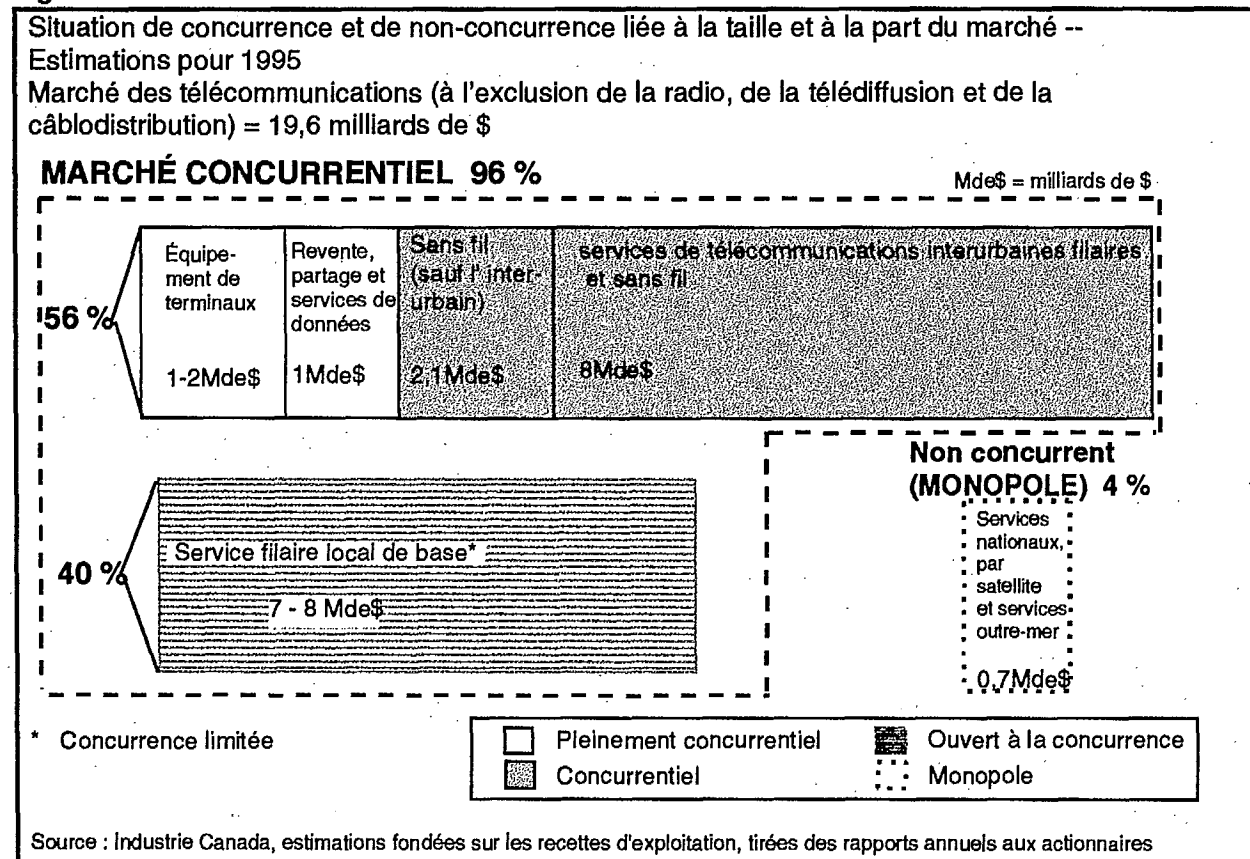 Situation de concurrence et de non-concurrence liée à la taille et à la part du marché --
Estimations pour 1995
Marché des télécommunications (à l'exclusion de la radio, de la télédiffusion et de la
câblodistribution) = 19,6 milliards de $
MARCHÉ CONCURRENTIEL 96 %
Mde$ = milliards de $
56 %
Équipe-
ment de
terminaux
1-2Mde$
Revente,
partage et
services de
données
1Mde$
Sans fil
(sauf l' inter-
urbain)
2,1Mde$
services de télécommunications interurbaines filaires
et sans fil
8Mde$
Non concurrent
(MONOPOLE) 4 %
Services
nationaux,
par
satellite
et services
outre-mer
0,7Mde$
40 %
Service filaire local de base*
7 - 8 Mde$
* Concurrence limitée
Pleinement concurrentiel
Ouvert à la concurrence
Concurrentiel
Monopole
Source : Industrie Canada, estimations fondées sur les recettes d'exploitation, tirées des rapports annuels aux actionnaires